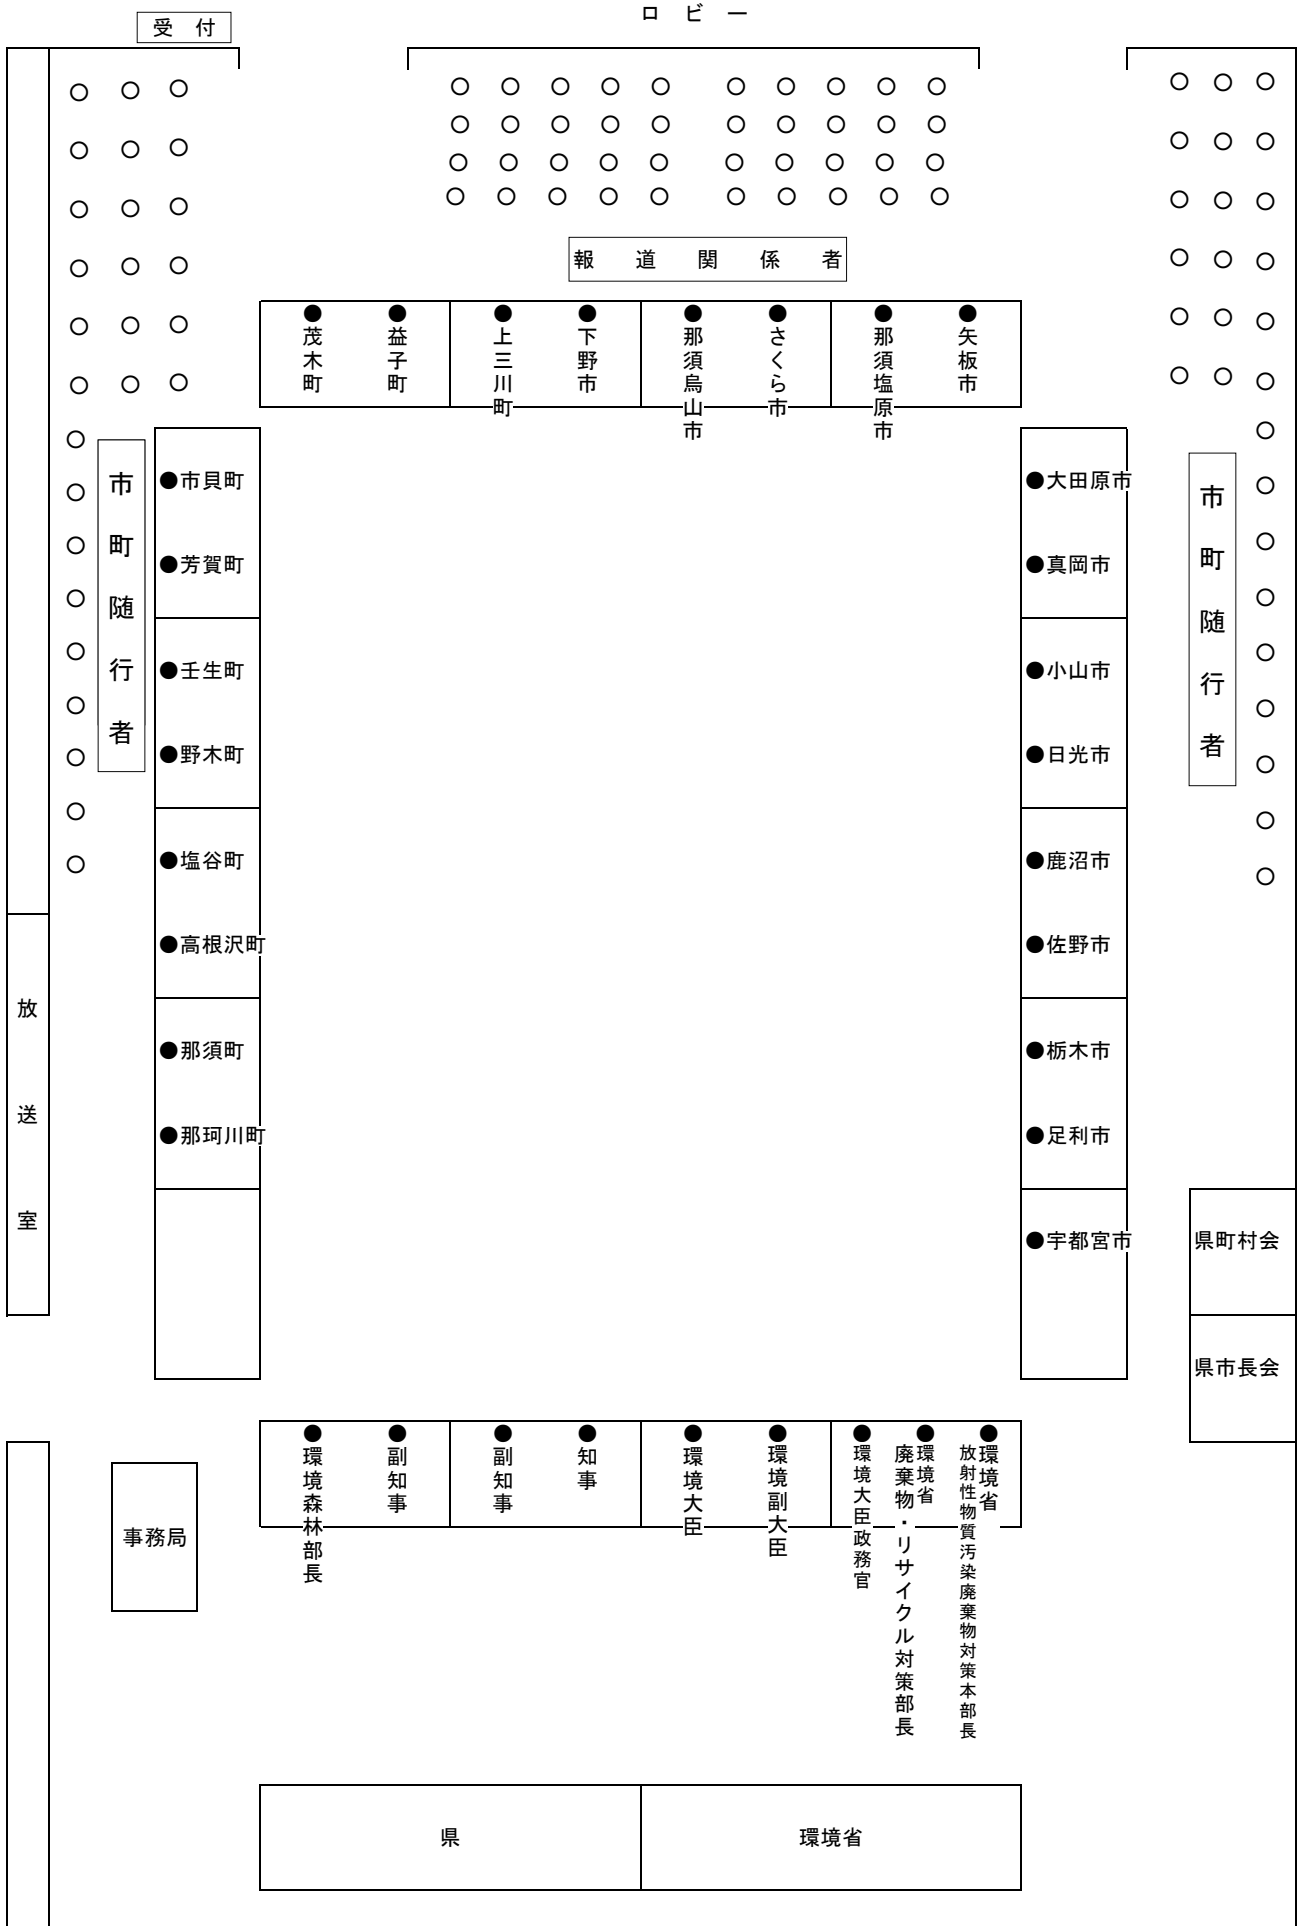 ロビー
受付
報道関係者
茂木町
益子町
上三川町
下野市
那須烏山市
さくら市
那須塩原市
矢板市
市町随行者
市貝町
芳賀町
壬生町
野木町
塩谷町
高根沢町
那須町
那珂川町
大田原市
真岡市
小山市
日光市
鹿沼市
佐野市
栃木市
足利市
宇都宮市
市町随行者
放送室
県町村会
県市長会
環境森林部長
副知事
副知事
知事
環境大臣
環境副大臣
環境大臣政務官
環境省
廃棄物・リサイクル対策部長
環境省
放射性物質汚染廃棄物対策本部長
事務局
県
環境省